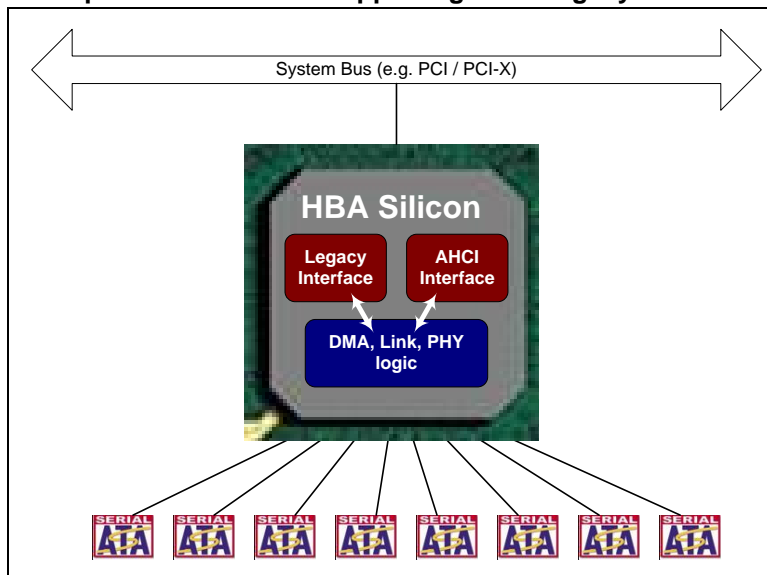 System Bus (e.g. PCI / PCI-X)
HBA Silicon
Legacy
Interface
AHCI
Interface
DMA, Link, PHY
logic
SERIAL
ATA
SERIAL
ATA
SERIAL
ATA
SERIAL
ATA
SERIAL
ATA
SERIAL
ATA
SERIAL
ATA
SERIAL
ATA